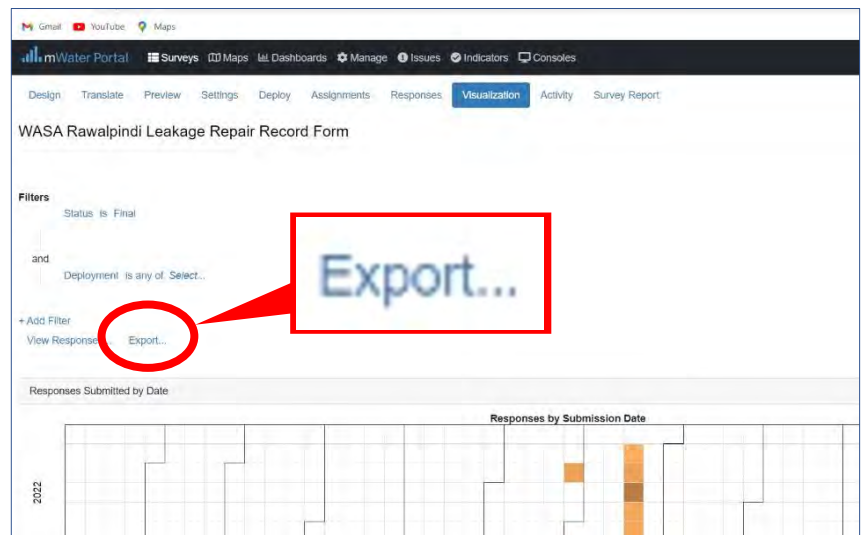 Gmail YouTube Maps
mWater Portal Surveys Maps Dashboards Manage Issues Indicators Consoles
Design Translate Preview Settings Deploy Assignments Responses Visualization Activity Survey Report
WASA Rawalpindi Leakage Repair Record Form
Filters
Status is Final
and
Deployment is any of Select...
Export...
+ Add Filter
View Response... Export...
Responses Submitted by Date
Responses by Submission Date
2022